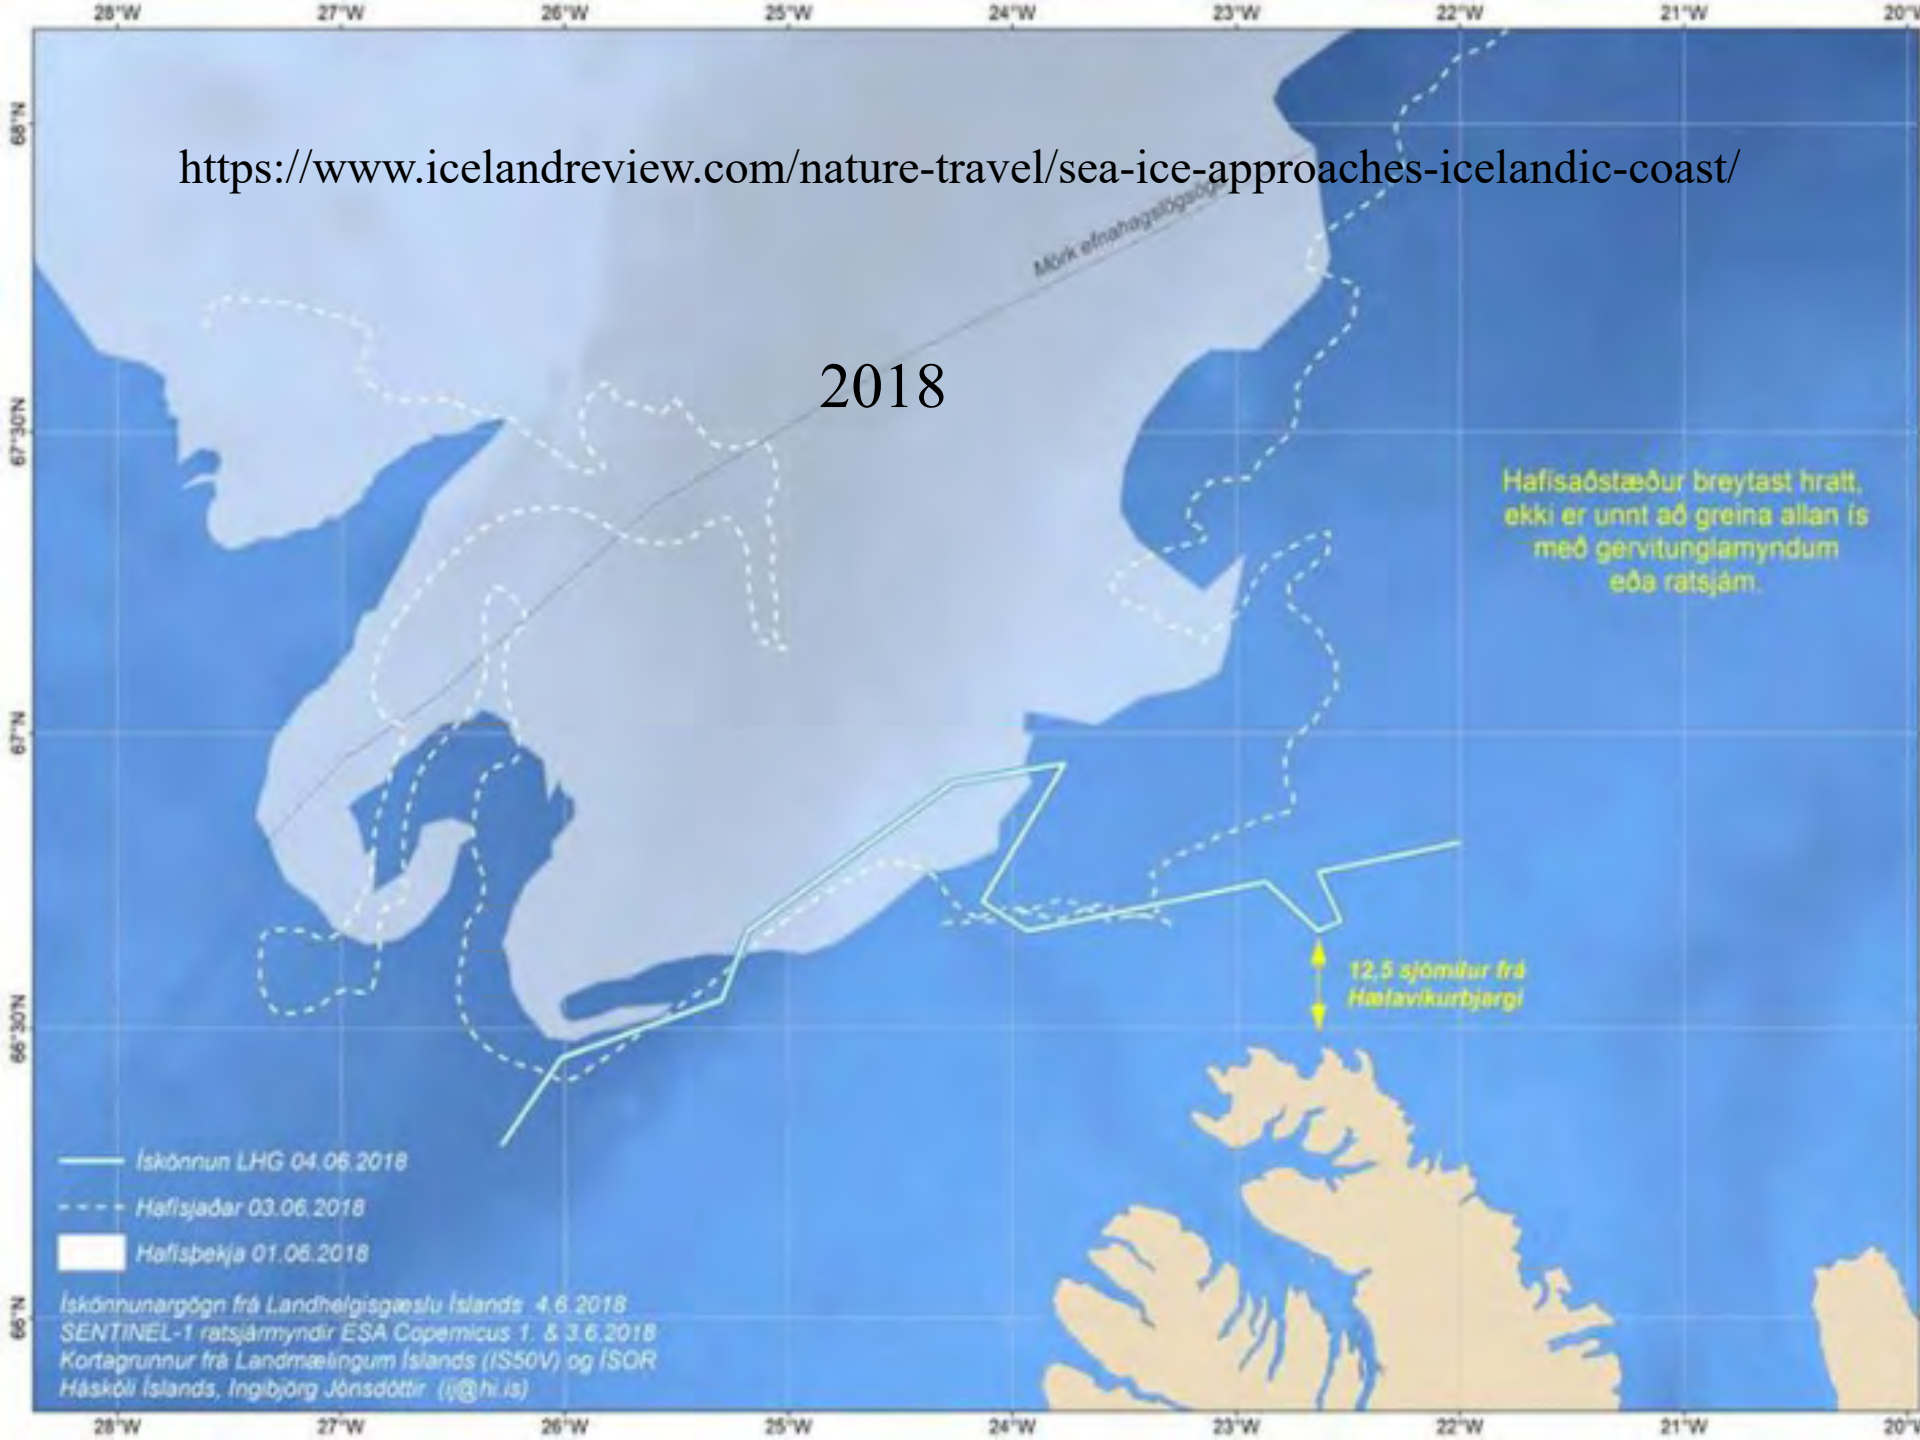 28°W 27°W 26°W 25°W 24°W 23°W 22°W 21°W 20°W
68°N
https://www.icelandreview.com/nature-travel/sea-ice-approaches-icelandic-coast/
Mörk efnahagslögsögu
2018
67°30'N
Hafísaðstæður breytast hratt,
ekki er unnt að greina allan ís
með gervitunglamyndum
eða ratsjám.
67°N
12,5 sjómílur frá
Hælavíkurbjargi
66°30'N
Ískönnun LHG 04.06.2018
Hafísjaðar 03.06.2018
Hafísþekja 01.06.2018
Ískönnunargögn frá Landhelgisgæslu Íslands 4.6.2018
SENTINEL-1 ratsjármyndir ESA Copernicus 1. & 3.6.2018
Kortagrunnur frá Landmælingum Íslands (IS50V) og ÍSOR
Háskóli Íslands, Ingibjörg Jónsdóttir (ij@hi.is)
66°N
28°W 27°W 26°W 25°W 24°W 23°W 22°W 21°W 20°W